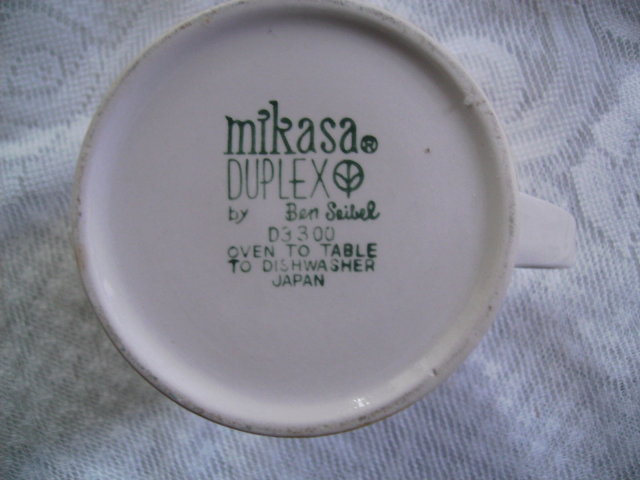 mikasa®
DUPLEX
by Ben Seibel
D3300
OVEN TO TABLE
TO DISHWASHER
JAPAN